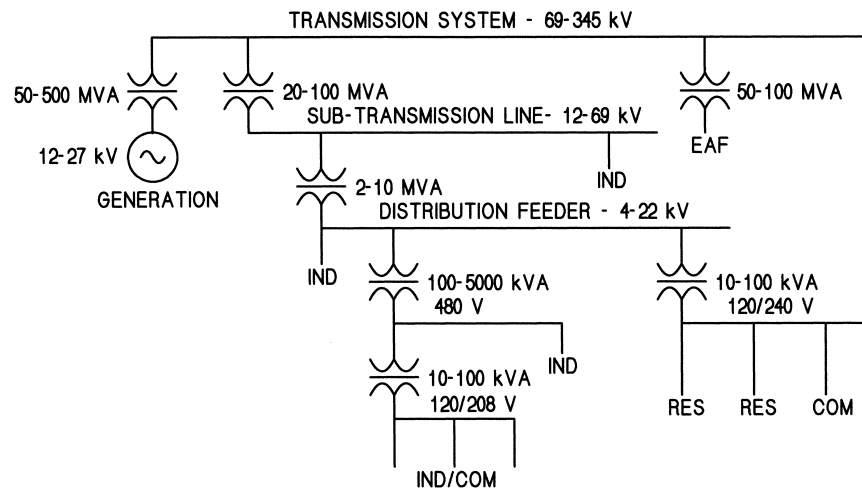 TRANSMISSION SYSTEM - 69-345 kV
50-500 MVA
20-100 MVA
50-100 MVA
SUB-TRANSMISSION LINE- 12-69 kV
EAF
12-27 kV
GENERATION
IND
2-10 MVA
DISTRIBUTION FEEDER - 4-22 kV
IND
100-5000 kVA
480 V
10-100 kVA
120/240 V
IND
10-100 kVA
120/208 V
RES
RES
COM
IND/COM